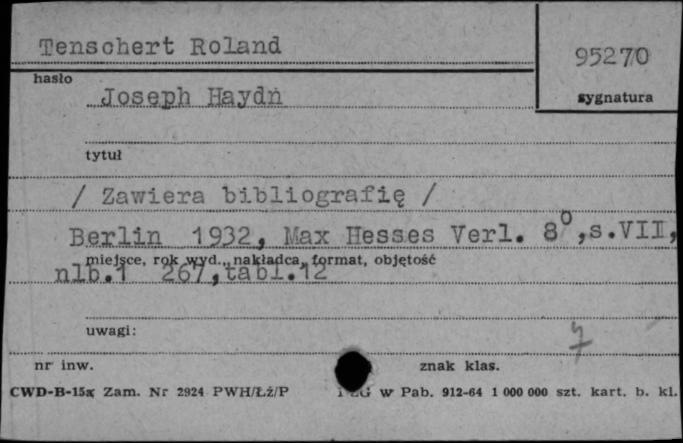 Tenschert Roland
95270
hasło
sygnatura
Joseph Haydn
tytuł
/ Zawiera bibliografię /
Berlin 1932, Max Hesses Verl. 8⁰, s.VII,
miejsce, rok wyd., nakładca, format, objętość
nlb.1 267, tabl.12
uwagi:
7
nr inw.
znak klas.
CWD-B-15a Zam. Nr 2924 PWH/Łż/P
w Pab. 912-64 1 000 000 szt. kart. b. kl.